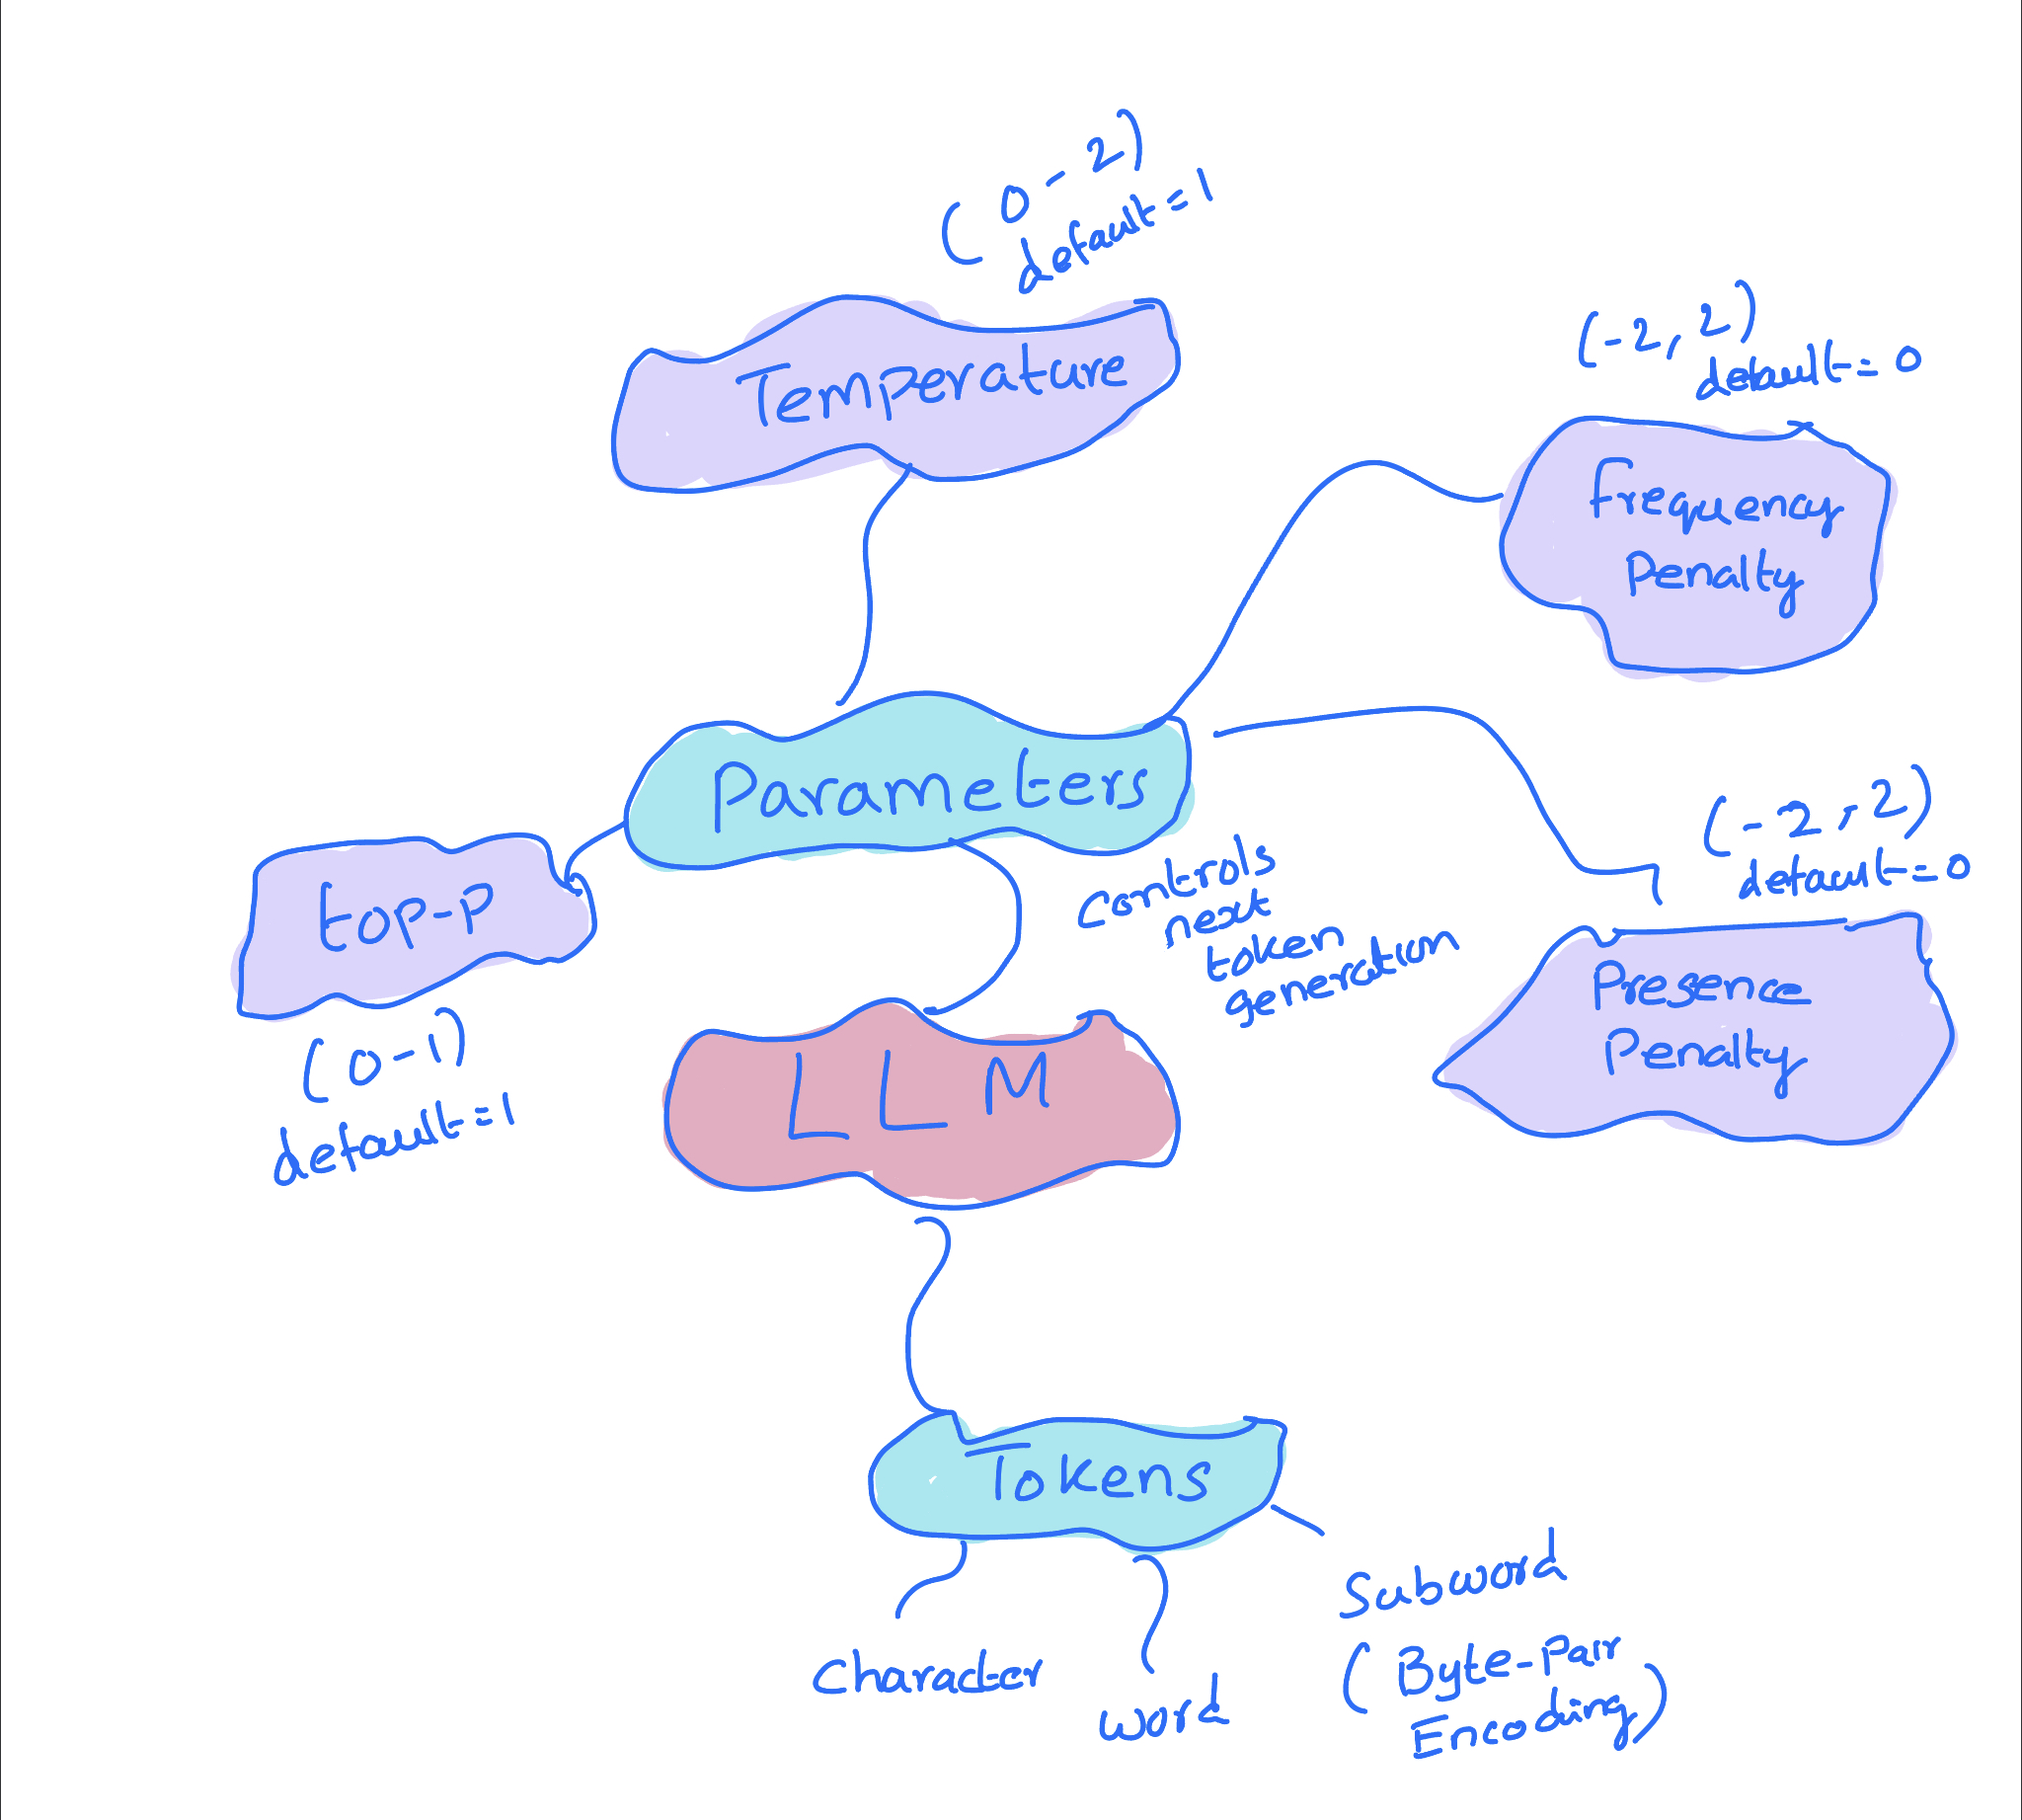 (0-2)
default=1
Temperature
(-2, 2)
default=0
frequency
Penalty
Parameters
top-p
(0-1)
default=1
controls
next
token
generation
(-2, 2)
default=0
Presence
Penalty
LLM
Tokens
Character
word
Subword
(Byte-Pair
Encoding)